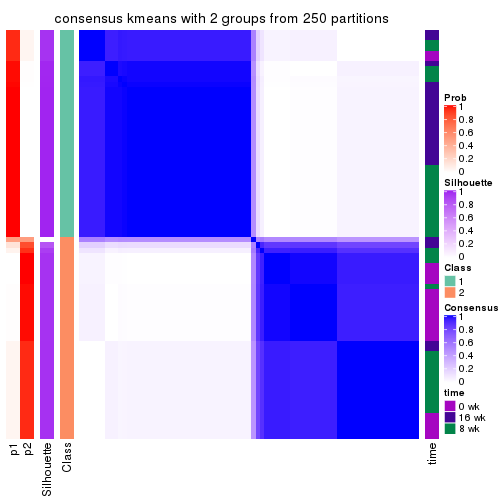 consensus kmeans with 2 groups from 250 partitions
Prob
1
0.8
0.6
0.4
0.2
0
Silhouette
1
0.8
0.6
0.4
0.2
0
Class
1
2
Consensus
1
0.8
0.6
0.4
0.2
0
time
0 wk
16 wk
8 wk
p1
p2
Silhouette
Class
time